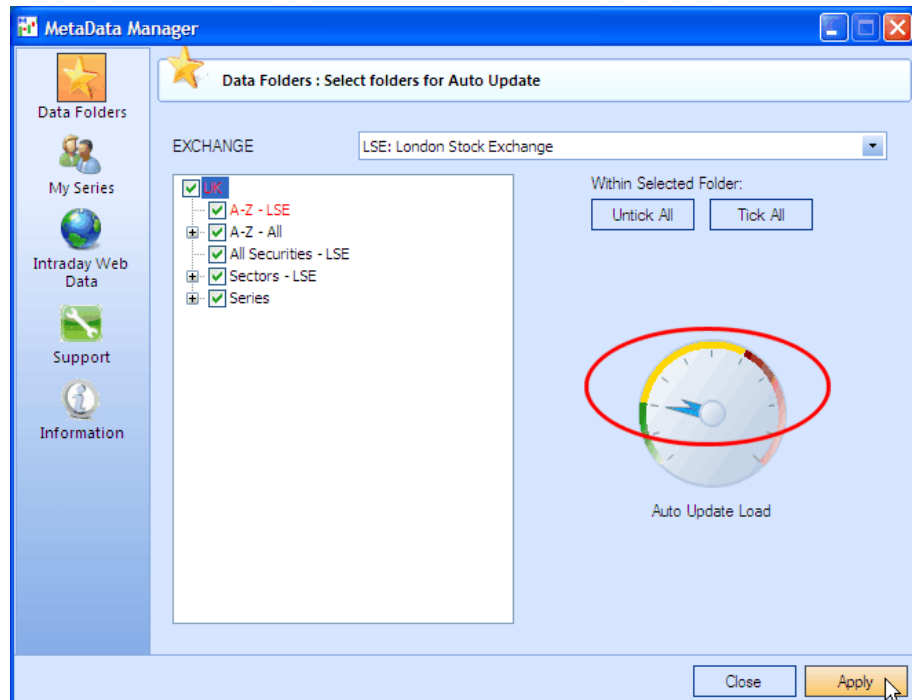 MetaData Manager
Data Folders
My Series
Intraday Web
Data
Support
Information
Data Folders : Select folders for Auto Update
EXCHANGE
LSE: London Stock Exchange
UK
A-Z - LSE
A-Z - All
All Securities - LSE
Sectors - LSE
Series
Within Selected Folder:
Untick All
Tick All
Auto Update Load
Close
Apply